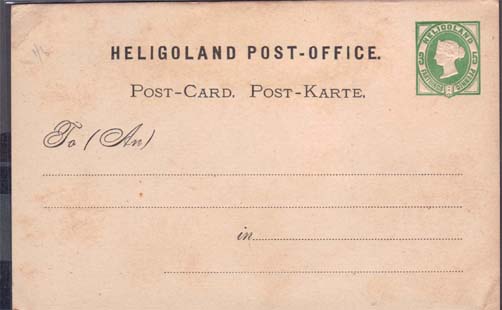 HELIGOLAND
HELIGOLAND POST-OFFICE.
POST-CARD. POST-KARTE.
To (An)
in